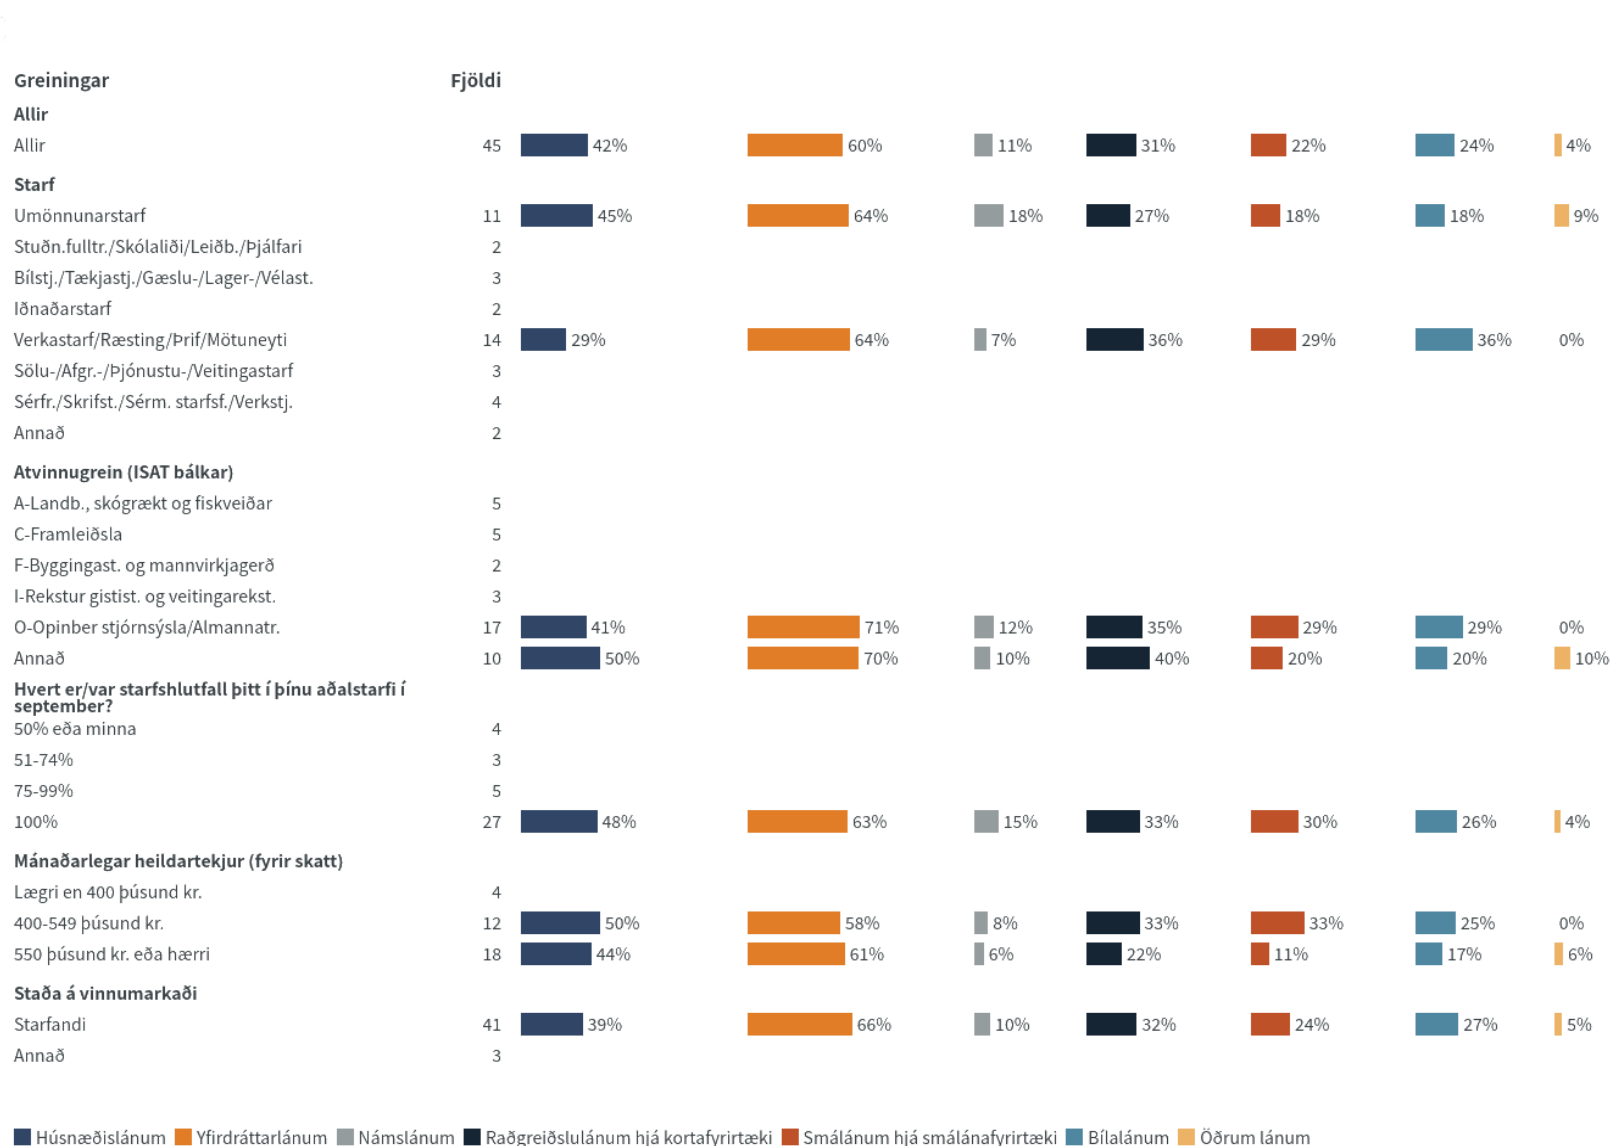 Greiningar Fjöldi
Allir
Allir 45 42% 60% 11% 31% 22% 24% 4%
Starf
Umönnunarstarf 11 45% 64% 18% 27% 18% 18% 9%
Stuðn.fulltr./Skólaliði/Leiðb./Þjálfari 2
Bílstj./Tækjastj./Gæslu-/Lager-/Vélast. 3
Iðnaðarstarf 2
Verkastarf/Ræsting/Þrif/Mötuneyti 14 29% 64% 7% 36% 29% 36% 0%
Sölu-/Afgr.-/Þjónustu-/Veitingastarf 3
Sérfr./Skrifst./Sérm. starfsf./Verkstj. 4
Annað 2
Atvinnugrein (ISAT bálkar)
A-Landb., skógrækt og fiskveiðar 5
C-Framleiðsla 5
F-Byggingast. og mannvirkjagerð 2
I-Rekstur gistist. og veitingarekst. 3
O-Opinber stjórnsýsla/Almannatr. 17 41% 71% 12% 35% 29% 29% 0%
Annað 10 50% 70% 10% 40% 20% 20% 10%
Hvert er/var starfshlutfall þitt í þínu aðalstarfi í
september?
50% eða minna 4
51-74% 3
75-99% 5
100% 27 48% 63% 15% 33% 30% 26% 4%
Mánaðarlegar heildartekjur (fyrir skatt)
Lægri en 400 þúsund kr. 4
400-549 þúsund kr. 12 50% 58% 8% 33% 33% 25% 0%
550 þúsund kr. eða hærri 18 44% 61% 6% 22% 11% 17% 6%
Staða á vinnumarkaði
Starfandi 41 39% 66% 10% 32% 24% 27% 5%
Annað 3
Húsnæðislánum Yfirdráttarlánum Námslánum Raðgreiðslulánum hjá kortafyrirtæki Smálánum hjá smálánafyrirtæki Bílalánum Öðrum lánum